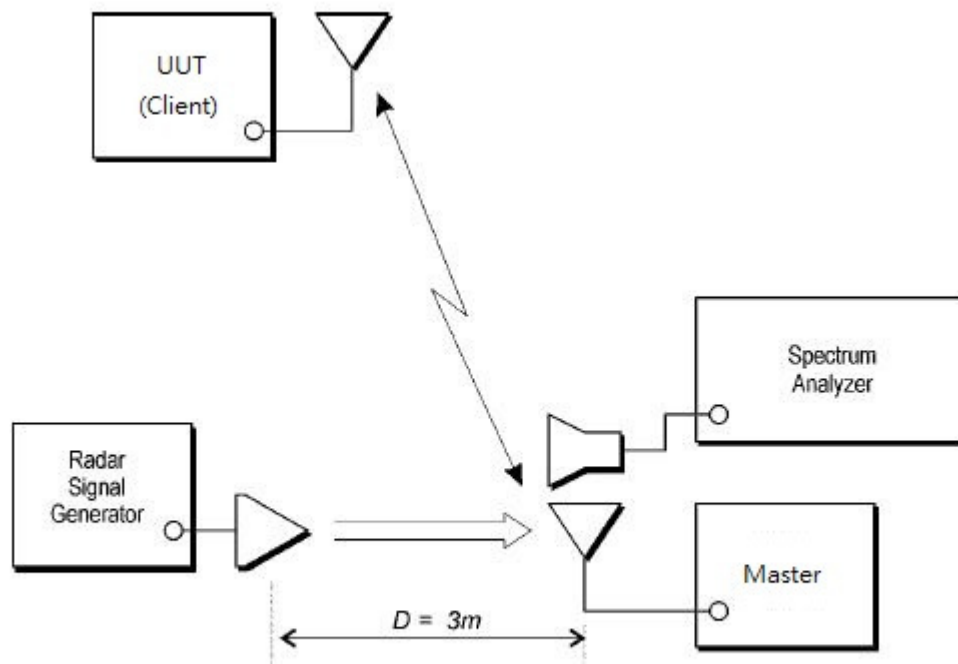 UUT
(Client)
Spectrum
Analyzer
Radar
Signal
Generator
Master
D = 3m